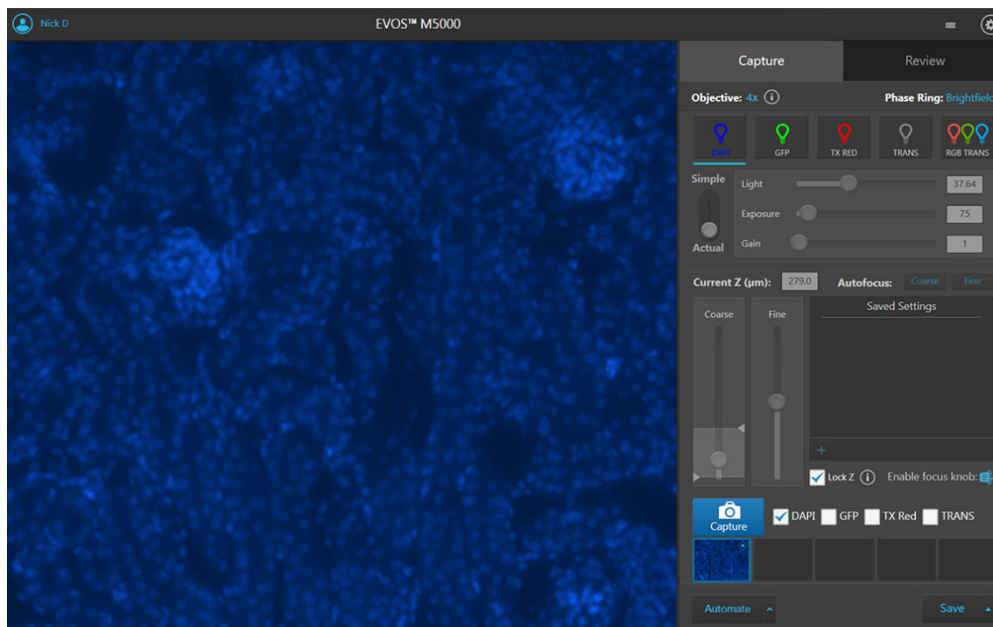 Nick D
EVOS™ M5000
Capture
Review
Objective: 4x
Phase Ring: Brightfield
DAPI
GFP
TX RED
TRANS
RGB TRANS
Simple
Actual
Light
37.64
Exposure
75
Gain
1
Current Z (µm): 279.0
Autofocus: Coarse Fine
Coarse
Fine
Saved Settings
+
Lock Z
Enable focus knob:
Capture
DAPI
GFP
TX Red
TRANS
Automate
Save